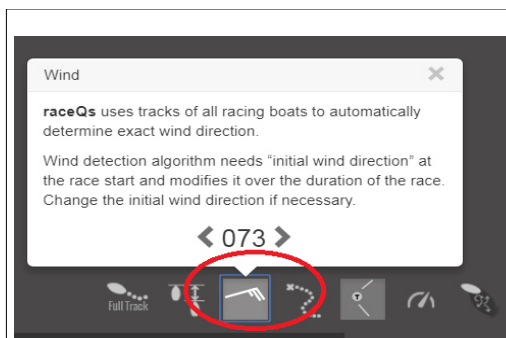 Wind
raceQs uses tracks of all racing boats to automatically
determine exact wind direction.
Wind detection algorithm needs “initial wind direction” at
the race start and modifies it over the duration of the race.
Change the initial wind direction if necessary.
073
Full Track